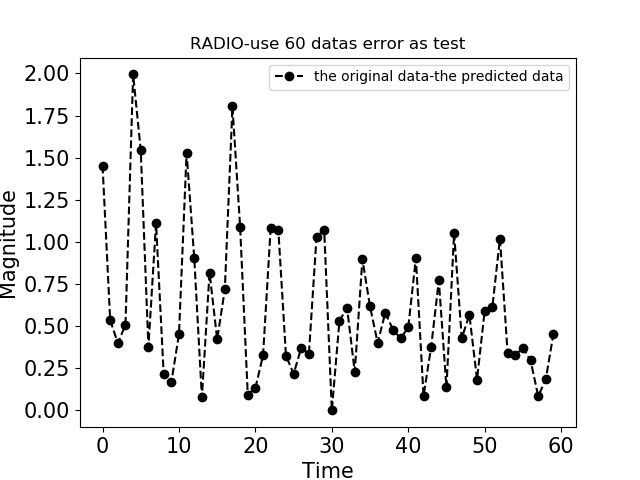 RADIO-use 60 datas error as test
the original data-the predicted data
2.00
1.75
1.50
1.25
1.00
0.75
0.50
0.25
0.00
Magnitude
0 10 20 30 40 50 60
Time